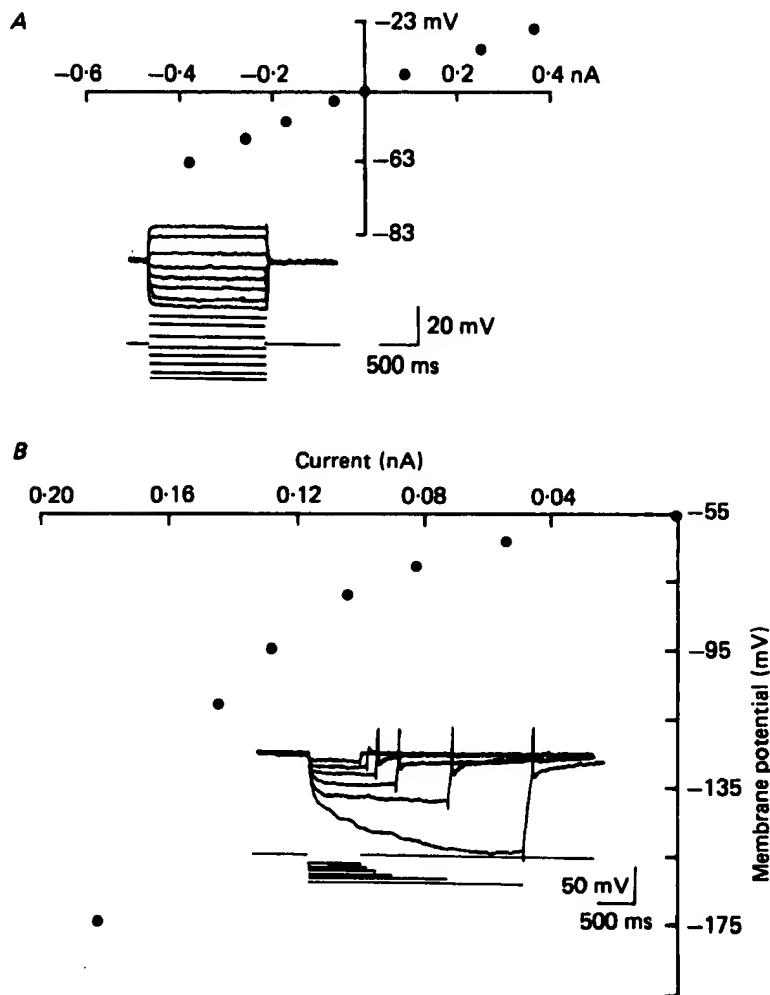 A
−23 mV
−0·6 −0·4 −0·2 0·2 0·4 nA
−63
−83
20 mV
500 ms
B
Current (nA)
0·20 0·16 0·12 0·08 0·04
−55
−95
−135
−175
Membrane potential (mV)
50 mV
500 ms